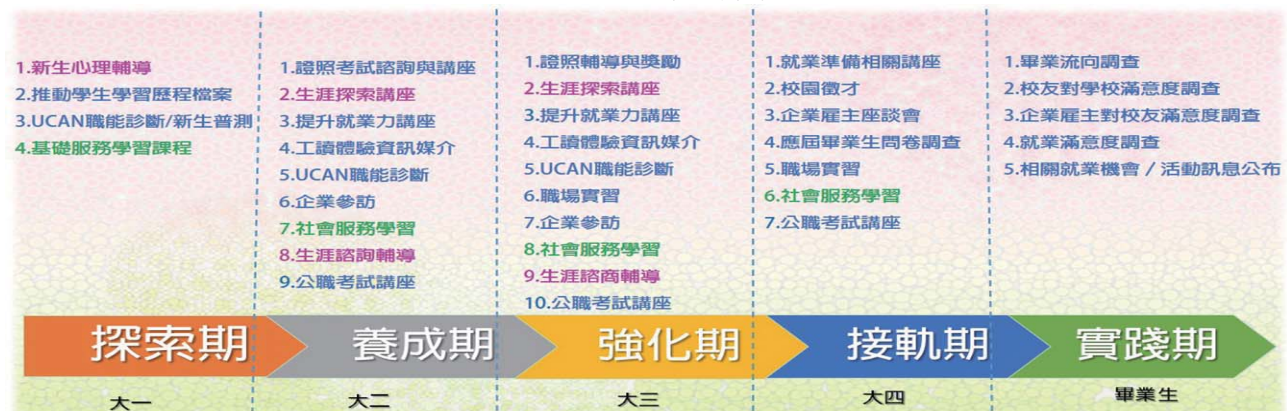 1.新生心理輔導
2.推動學生學習歷程檔案
3.UCAN職能診斷/新生普測
4.基礎服務學習課程
1.證照考試諮詢與講座
2.生涯探索講座
3.提升就業力講座
4.工讀體驗資訊媒介
5.UCAN職能診斷
6.企業參訪
7.社會服務學習
8.生涯諮詢輔導
9.公職考試講座
1.證照輔導與獎勵
2.生涯探索講座
3.提升就業力講座
4.工讀體驗資訊媒介
5.UCAN職能診斷
6.職場實習
7.企業參訪
8.社會服務學習
9.生涯諮商輔導
10.公職考試講座
1.就業準備相關講座
2.校園徵才
3.企業雇主座談會
4.應屆畢業生問卷調查
5.職場實習
6.社會服務學習
7.公職考試講座
1.畢業流向調查
2.校友對學校滿意度調查
3.企業雇主對校友滿意度調查
4.就業滿意度調查
5.相關就業機會 / 活動訊息公布
探索期
養成期
強化期
接軌期
實踐期
大一
大二
大三
大四
畢業生